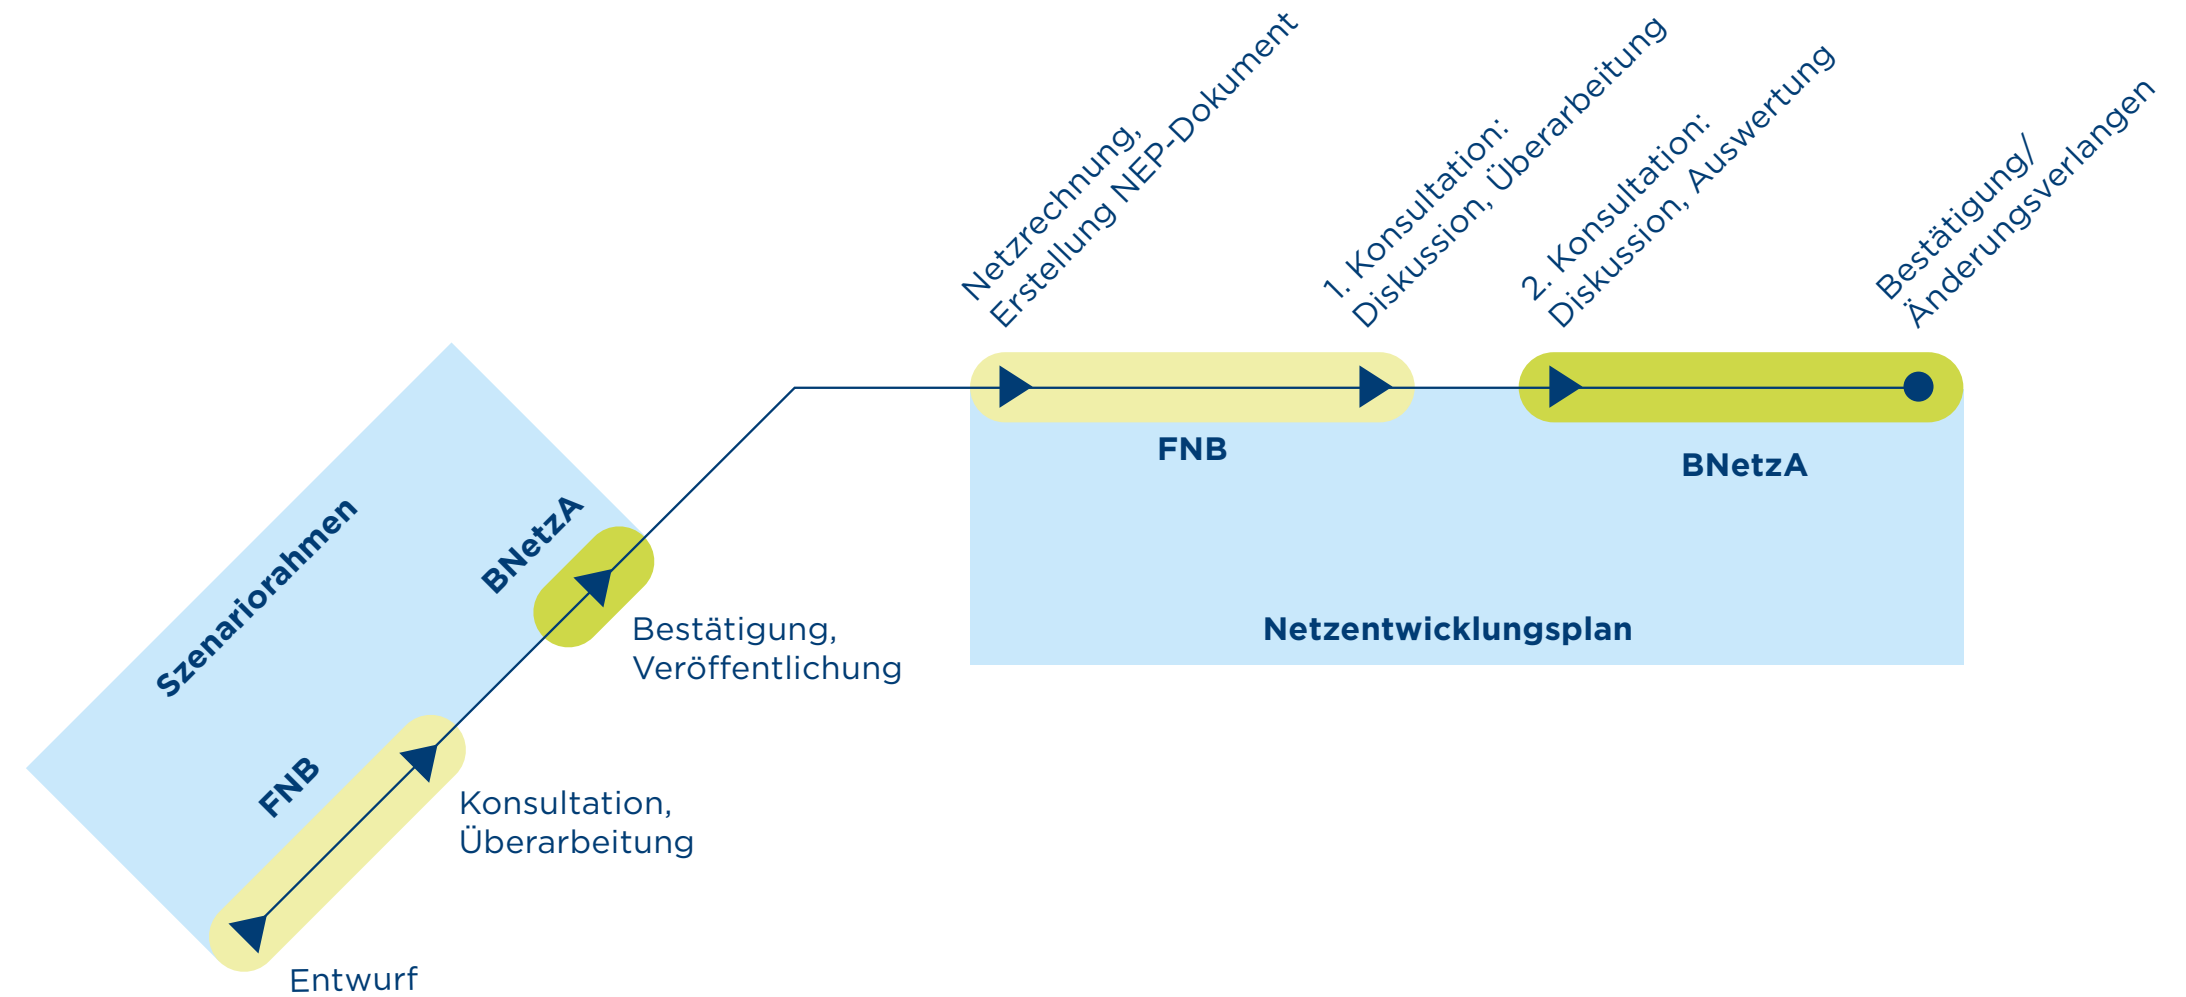 Szenariorahmen
FNB
BNetzA
Entwurf
Konsultation,
Überarbeitung
Bestätigung,
Veröffentlichung
Netzrechnung,
Erstellung NEP-Dokument
1. Konsultation:
Diskussion, Überarbeitung
2. Konsultation:
Diskussion, Auswertung
Bestätigung/
Änderungsverlangen
FNB
BNetzA
Netzentwicklungsplan